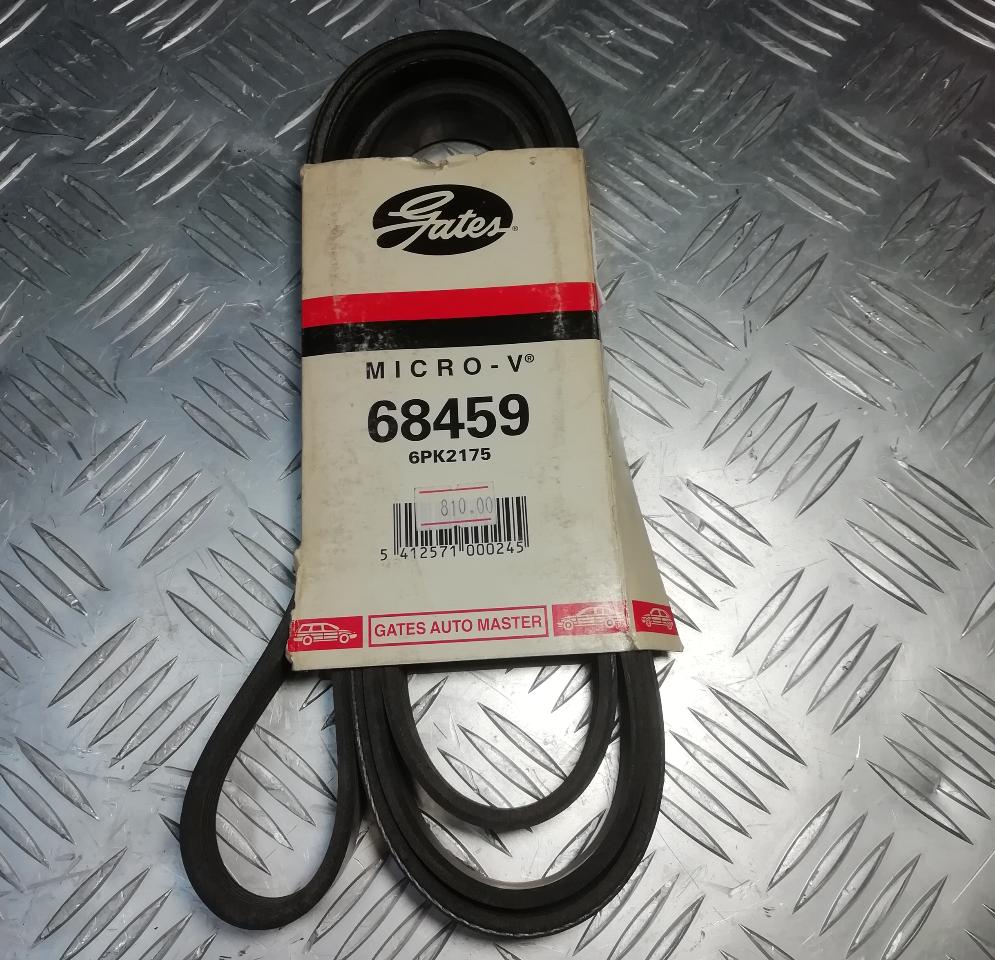 Gates®
MICRO-V®
68459
6PK2175
810.00
5 412571 000245
GATES AUTO MASTER